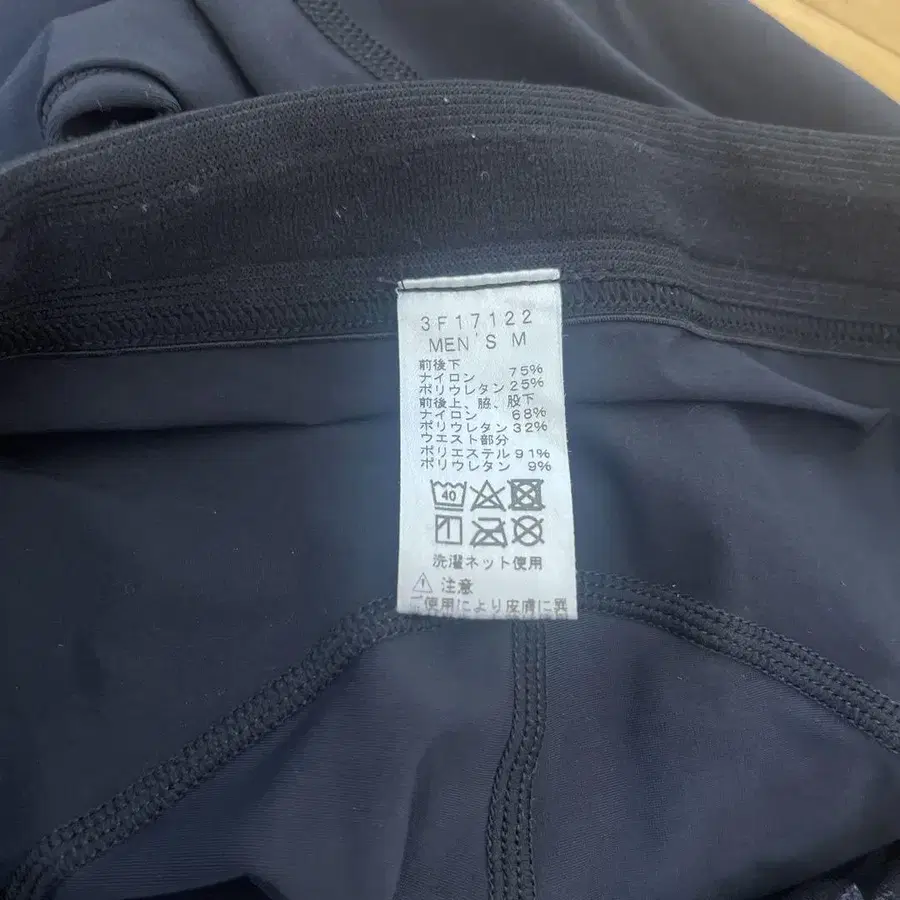 3F17122
MEN'S M
前後下
ナイロン 75%
ポリウレタン 25%
前後上、脇、股下
ナイロン 68%
ポリウレタン 32%
ウエスト部分
ポリエステル 91%
ポリウレタン 9%
40
洗濯ネット使用
注意
ご使用により皮膚に異